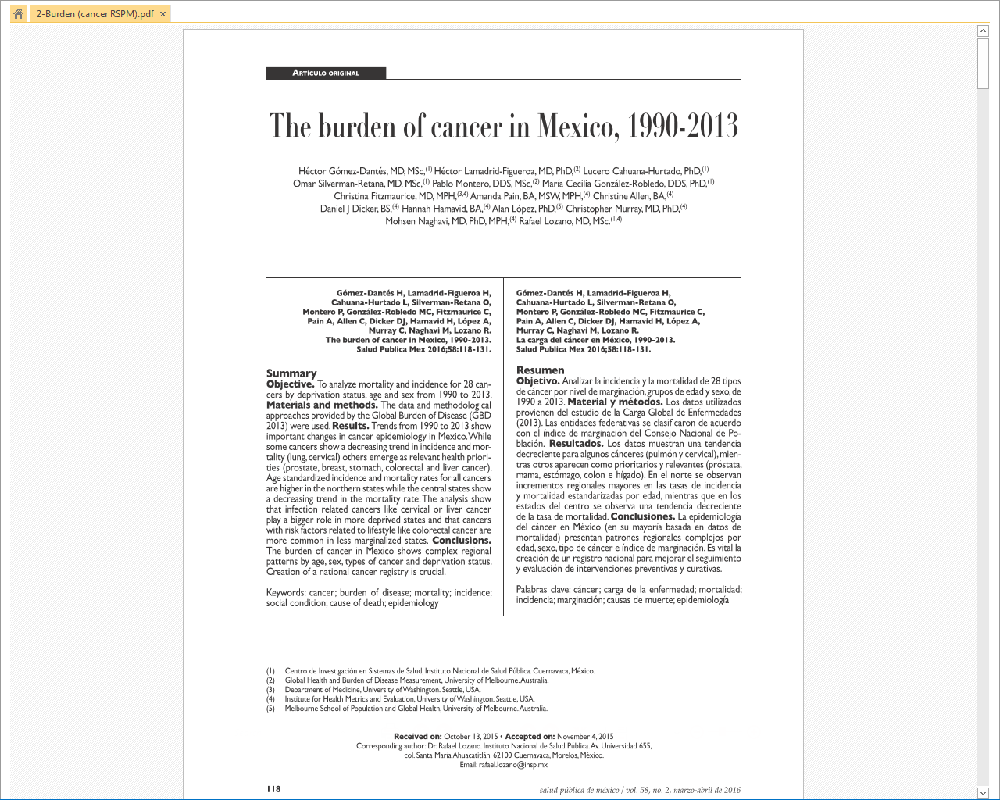 2-Burden (cancer RSPM).pdf ×
ARTÍCULO ORIGINAL
The burden of cancer in Mexico, 1990-2013
Héctor Gómez-Dantés, MD, MSc,(1) Héctor Lamadrid-Figueroa, MD, PhD,(2) Lucero Cahuana-Hurtado, PhD,(1)
Omar Silverman-Retana, MD, MSc,(1) Pablo Montero, DDS, MSc,(2) María Cecilia González-Robledo, DDS, PhD,(1)
Christina Fitzmaurice, MD, MPH,(3,4) Amanda Pain, BA, MSW, MPH,(4) Christine Allen, BA,(4)
Daniel J Dicker, BS,(4) Hannah Hamavid, BA,(4) Alan López, PhD,(5) Christopher Murray, MD, PhD,(4)
Mohsen Naghavi, MD, PhD, MPH,(4) Rafael Lozano, MD, MSc.(1,4)
Gómez-Dantés H, Lamadrid-Figueroa H,
Cahuana-Hurtado L, Silverman-Retana O,
Montero P, González-Robledo MC, Fitzmaurice C,
Pain A, Allen C, Dicker DJ, Hamavid H, López A,
Murray C, Naghavi M, Lozano R.
The burden of cancer in Mexico, 1990-2013.
Salud Publica Mex 2016;58:118-131.
Summary
Objective. To analyze mortality and incidence for 28 can-
cers by deprivation status, age and sex from 1990 to 2013.
Materials and methods. The data and methodological
approaches provided by the Global Burden of Disease (GBD
2013) were used. Results. Trends from 1990 to 2013 show
important changes in cancer epidemiology in Mexico. While
some cancers show a decreasing trend in incidence and mor-
tality (lung, cervical) others emerge as relevant health priori-
ties (prostate, breast, stomach, colorectal and liver cancer).
Age standardized incidence and mortality rates for all cancers
are higher in the northern states while the central states show
a decreasing trend in the mortality rate. The analysis show
that infection related cancers like cervical or liver cancer
play a bigger role in more deprived states and that cancers
with risk factors related to lifestyle like colorectal cancer are
more common in less marginalized states. Conclusions.
The burden of cancer in Mexico shows complex regional
patterns by age, sex, types of cancer and deprivation status.
Creation of a national cancer registry is crucial.
Keywords: cancer; burden of disease; mortality; incidence;
social condition; cause of death; epidemiology
Gómez-Dantés H, Lamadrid-Figueroa H,
Cahuana-Hurtado L, Silverman-Retana O,
Montero P, González-Robledo MC, Fitzmaurice C,
Pain A, Allen C, Dicker DJ, Hamavid H, López A,
Murray C, Naghavi M, Lozano R.
La carga del cáncer en México, 1990-2013.
Salud Publica Mex 2016;58:118-131.
Resumen
Objetivo. Analizar la incidencia y la mortalidad de 28 tipos
de cáncer por nivel de marginación, grupos de edad y sexo, de
1990 a 2013. Material y métodos. Los datos utilizados
provienen del estudio de la Carga Global de Enfermedades
(2013). Las entidades federativas se clasificaron de acuerdo
con el índice de marginación del Consejo Nacional de Po-
blación. Resultados. Los datos muestran una tendencia
decreciente para algunos cánceres (pulmón y cervical), mien-
tras otros aparecen como prioritarios y relevantes (próstata,
mama, estómago, colon e hígado). En el norte se observan
incrementos regionales mayores en las tasas de incidencia
y mortalidad estandarizadas por edad, mientras que en los
estados del centro se observa una tendencia decreciente
de la tasa de mortalidad. Conclusiones. La epidemiología
del cáncer en México (en su mayoría basada en datos de
mortalidad) presentan patrones regionales complejos por
edad, sexo, tipo de cáncer e índice de marginación. Es vital la
creación de un registro nacional para mejorar el seguimiento
y evaluación de intervenciones preventivas y curativas.
Palabras clave: cáncer; carga de la enfermedad; mortalidad;
incidencia; marginación; causas de muerte; epidemiología
(1) Centro de Investigación en Sistemas de Salud, Instituto Nacional de Salud Pública. Cuernavaca, México.
(2) Global Health and Burden of Disease Measurement, University of Melbourne. Australia.
(3) Department of Medicine, University of Washington. Seattle, USA.
(4) Institute for Health Metrics and Evaluation, University of Washington. Seattle, USA.
(5) Melbourne School of Population and Global Health, University of Melbourne. Australia.
Received on: October 13, 2015 • Accepted on: November 4, 2015
Corresponding author: Dr. Rafael Lozano. Instituto Nacional de Salud Pública. Av. Universidad 655,
col. Santa María Ahuacatitlán. 62100 Cuernavaca, Morelos, México.
Email: rafael.lozano@insp.mx
118
salud pública de méxico / vol. 58, no. 2, marzo-abril de 2016